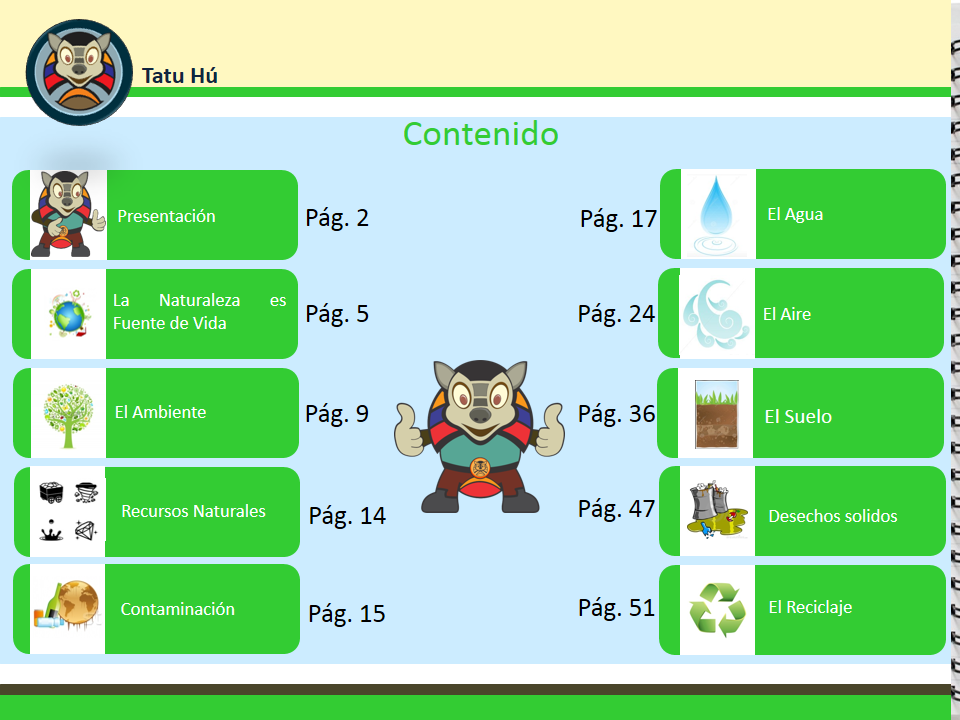 Tatu Hú
Contenido
Presentación
Pág. 2
La Naturaleza es
Fuente de Vida
Pág. 5
El Ambiente
Pág. 9
Recursos Naturales
Pág. 14
Contaminación
Pág. 15
Pág. 17
El Agua
Pág. 24
El Aire
Pág. 36
El Suelo
Pág. 47
Desechos solidos
Pág. 51
El Reciclaje